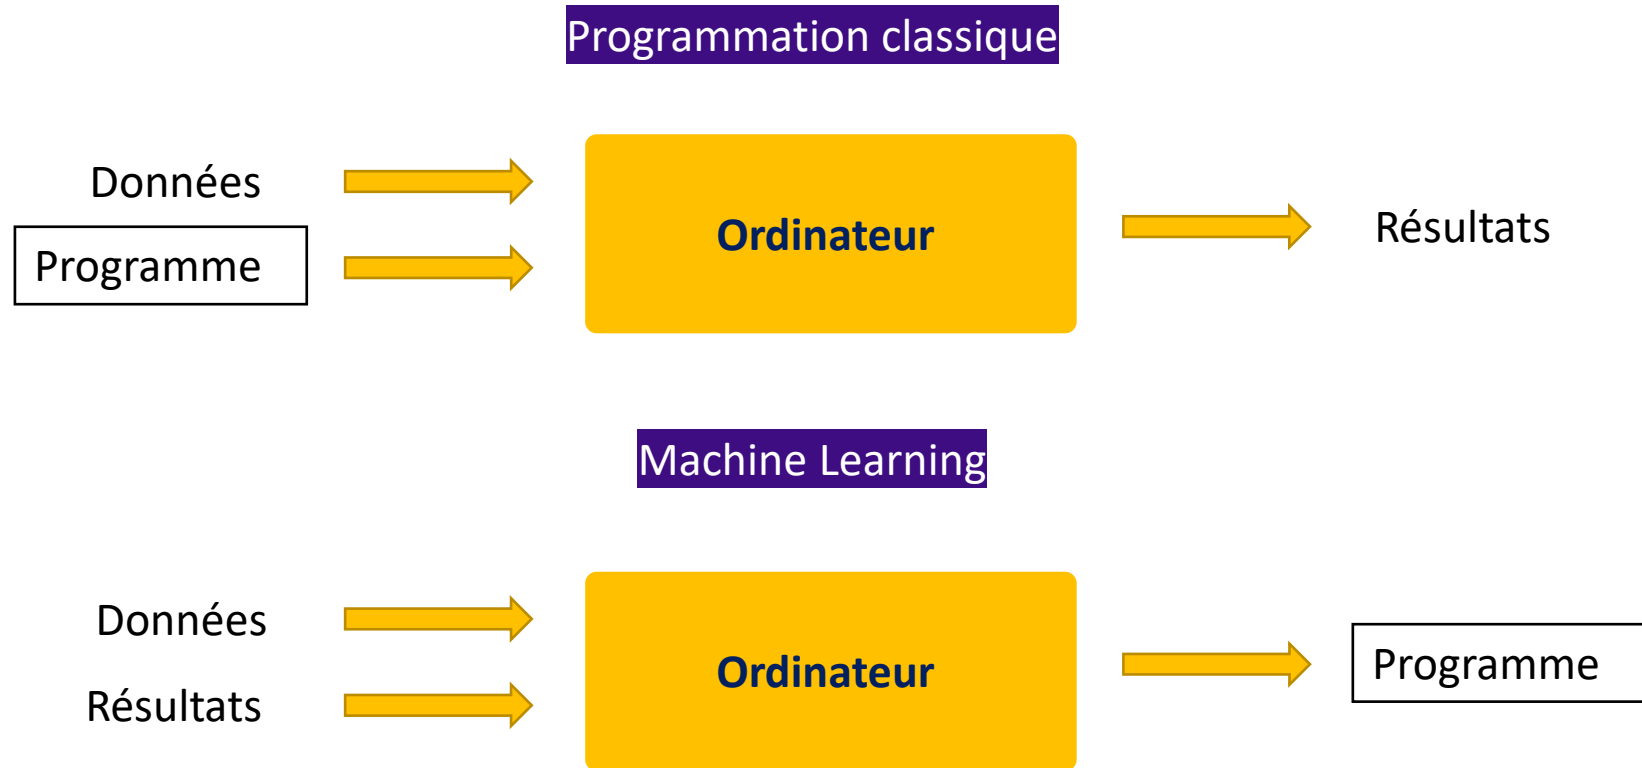 Programmation classique
Données
Programme
Ordinateur
Résultats
Machine Learning
Données
Résultats
Ordinateur
Programme